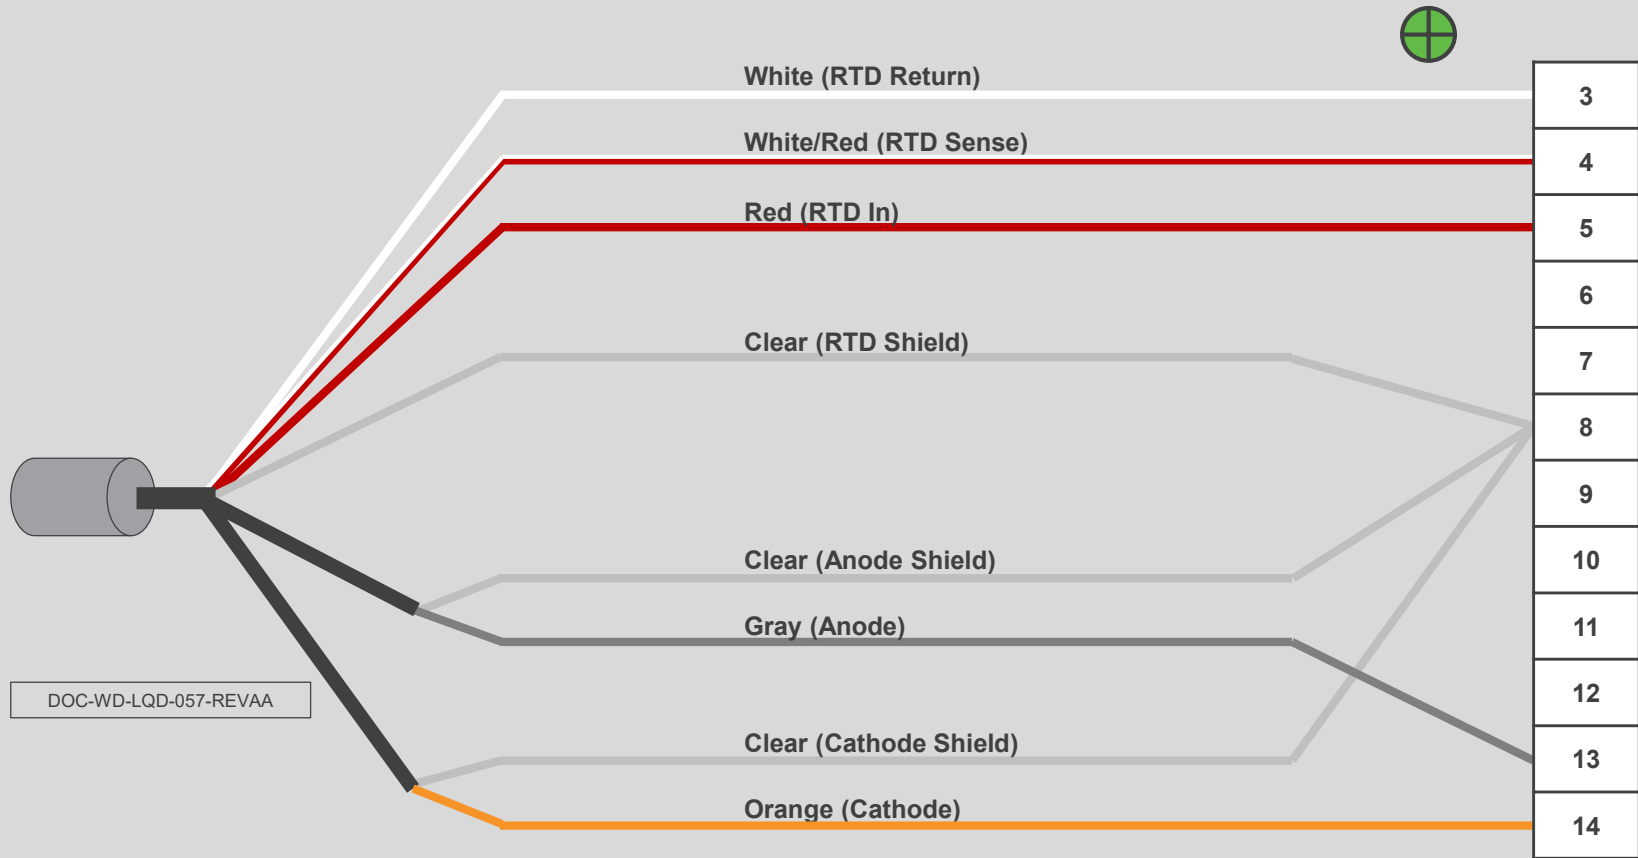 White (RTD Return)
3
White/Red (RTD Sense)
4
Red (RTD In)
5
6
Clear (RTD Shield)
7
8
9
Clear (Anode Shield)
10
Gray (Anode)
11
DOC-WD-LQD-057-REVAA
12
Clear (Cathode Shield)
13
Orange (Cathode)
14